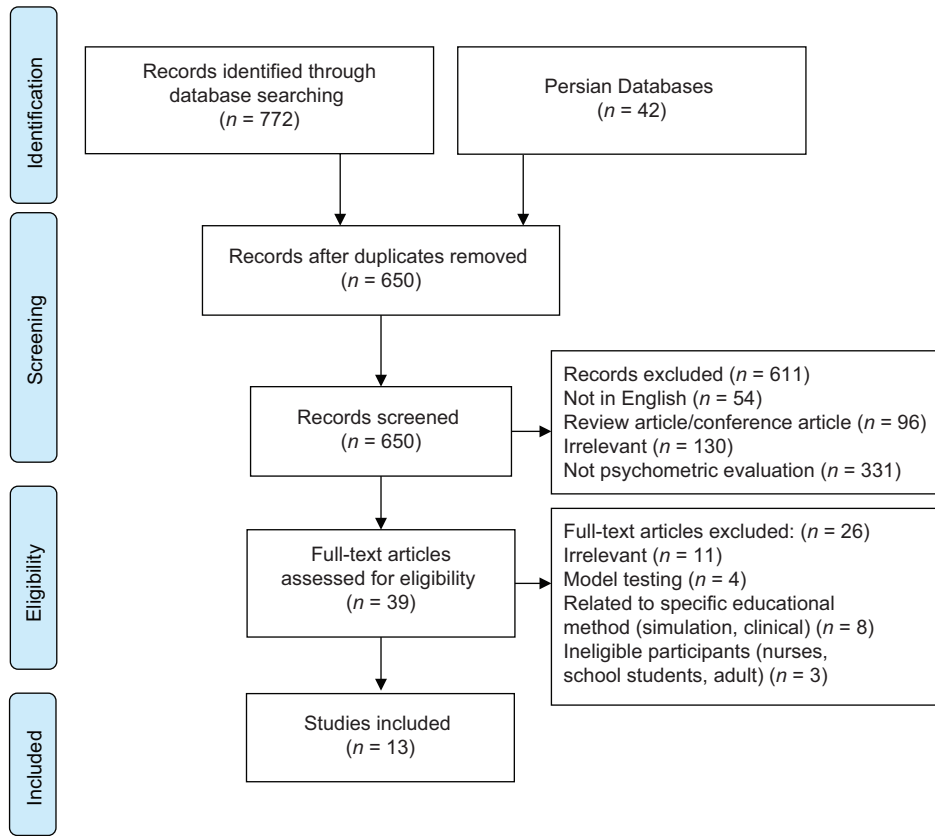 Identification
Records identified through
database searching
(n = 772)
Persian Databases
(n = 42)
Screening
Records after duplicates removed
(n = 650)
Records screened
(n = 650)
Records excluded (n = 611)
Not in English (n = 54)
Review article/conference article (n = 96)
Irrelevant (n = 130)
Not psychometric evaluation (n = 331)
Eligibility
Full-text articles
assessed for eligibility
(n = 39)
Full-text articles excluded: (n = 26)
Irrelevant (n = 11)
Model testing (n = 4)
Related to specific educational
method (simulation, clinical) (n = 8)
Ineligible participants (nurses,
school students, adult) (n = 3)
Included
Studies included
(n = 13)